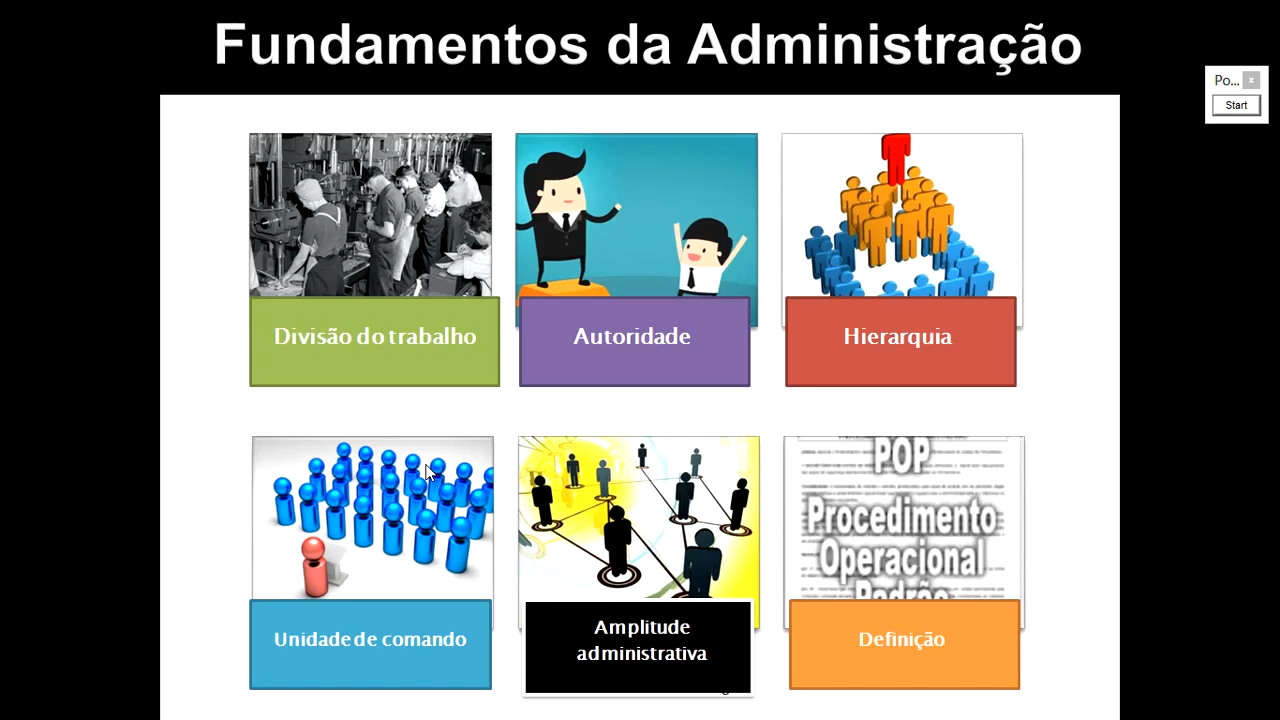 Fundamentos da Administração
Po...
x
Start
Divisão do trabalho
Autoridade
Hierarquia
POP
Procedimento
Operacional
Padrão
Unidade de comando
Amplitude
administrativa
Definição